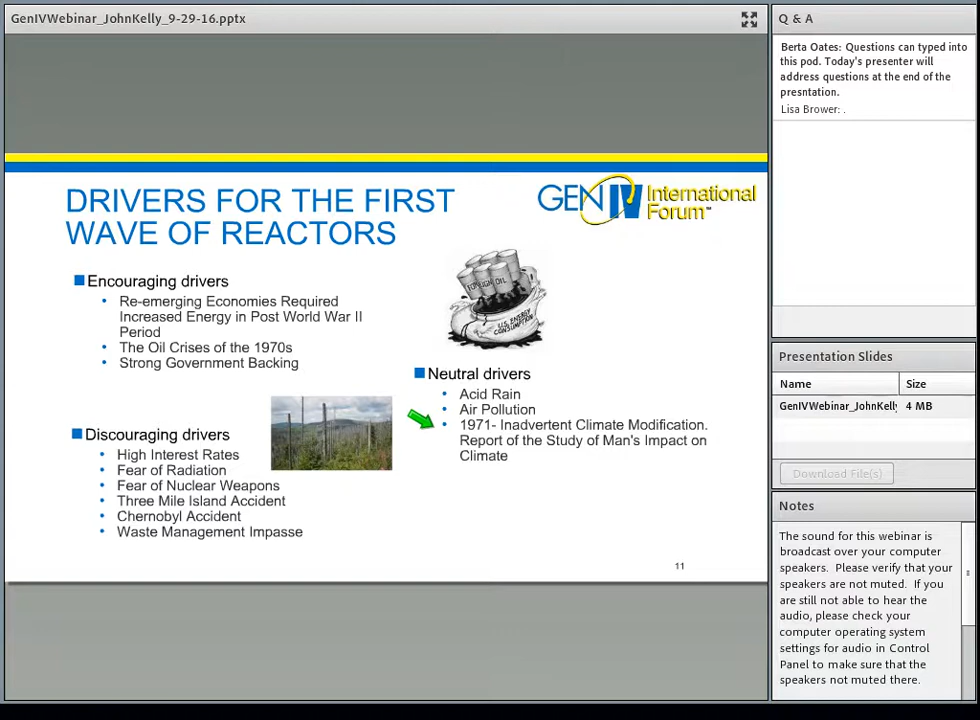 GenIVWebinar_JohnKelly_9-29-16.pptx
DRIVERS FOR THE FIRST
WAVE OF REACTORS
GEN IV International
Forum™
Encouraging drivers
• Re-emerging Economies Required
Increased Energy in Post World War II
Period
• The Oil Crises of the 1970s
• Strong Government Backing
FOREIGN OIL
U.S. ENERGY
CONSUMPTION
Neutral drivers
• Acid Rain
• Air Pollution
• 1971- Inadvertent Climate Modification.
Report of the Study of Man's Impact on
Climate
Discouraging drivers
• High Interest Rates
• Fear of Radiation
• Fear of Nuclear Weapons
• Three Mile Island Accident
• Chernobyl Accident
• Waste Management Impasse
11
Q & A
Berta Oates: Questions can typed into
this pod. Today's presenter will
address questions at the end of the
presntation.
Lisa Brower: .
Presentation Slides
Name Size
GenIVWebinar_JohnKelly 4 MB
Download File(s)
Notes
The sound for this webinar is
broadcast over your computer
speakers. Please verify that your
speakers are not muted. If you
are still not able to hear the
audio, please check your
computer operating system
settings for audio in Control
Panel to make sure that the
speakers not muted there.